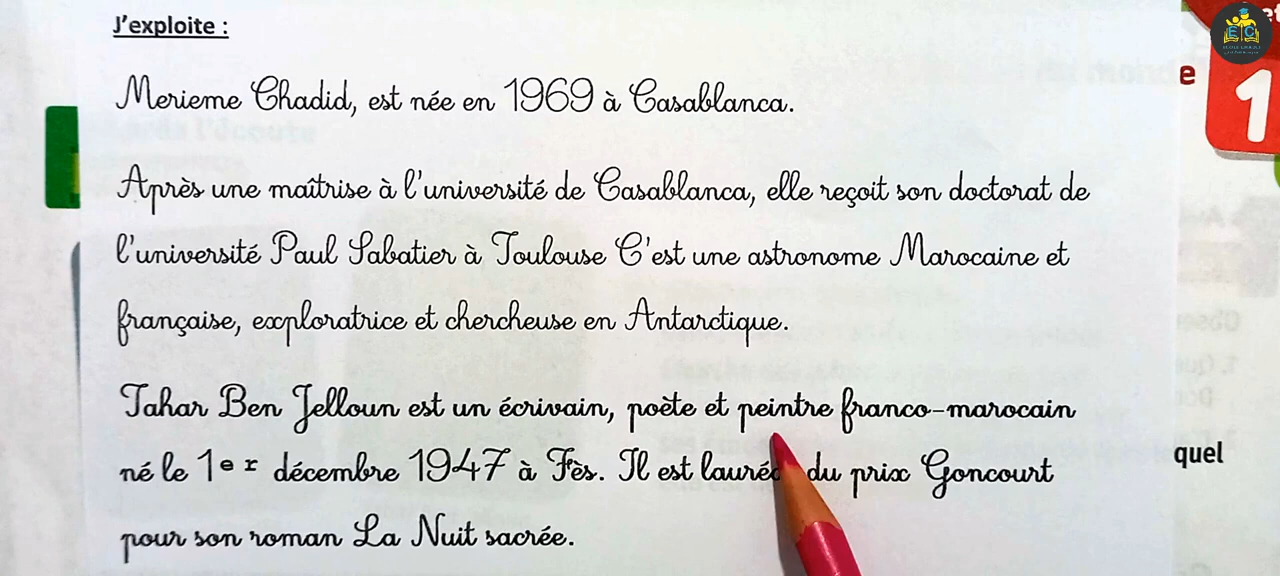 J'exploite :
Merieme Chadid, est née en 1969 à Casablanca.
Après une maîtrise à l'université de Casablanca, elle reçoit son doctorat de
l'université Paul Sabatier à Toulouse C'est une astronome Marocaine et
française, exploratrice et chercheuse en Antarctique.
Tahar Ben Jelloun est un écrivain, poète et peintre franco-marocain
né le 1er décembre 1947 à Fès. Il est lauréa du prix Goncourt
pour son roman La Nuit sacrée.
e
1
quel
EC